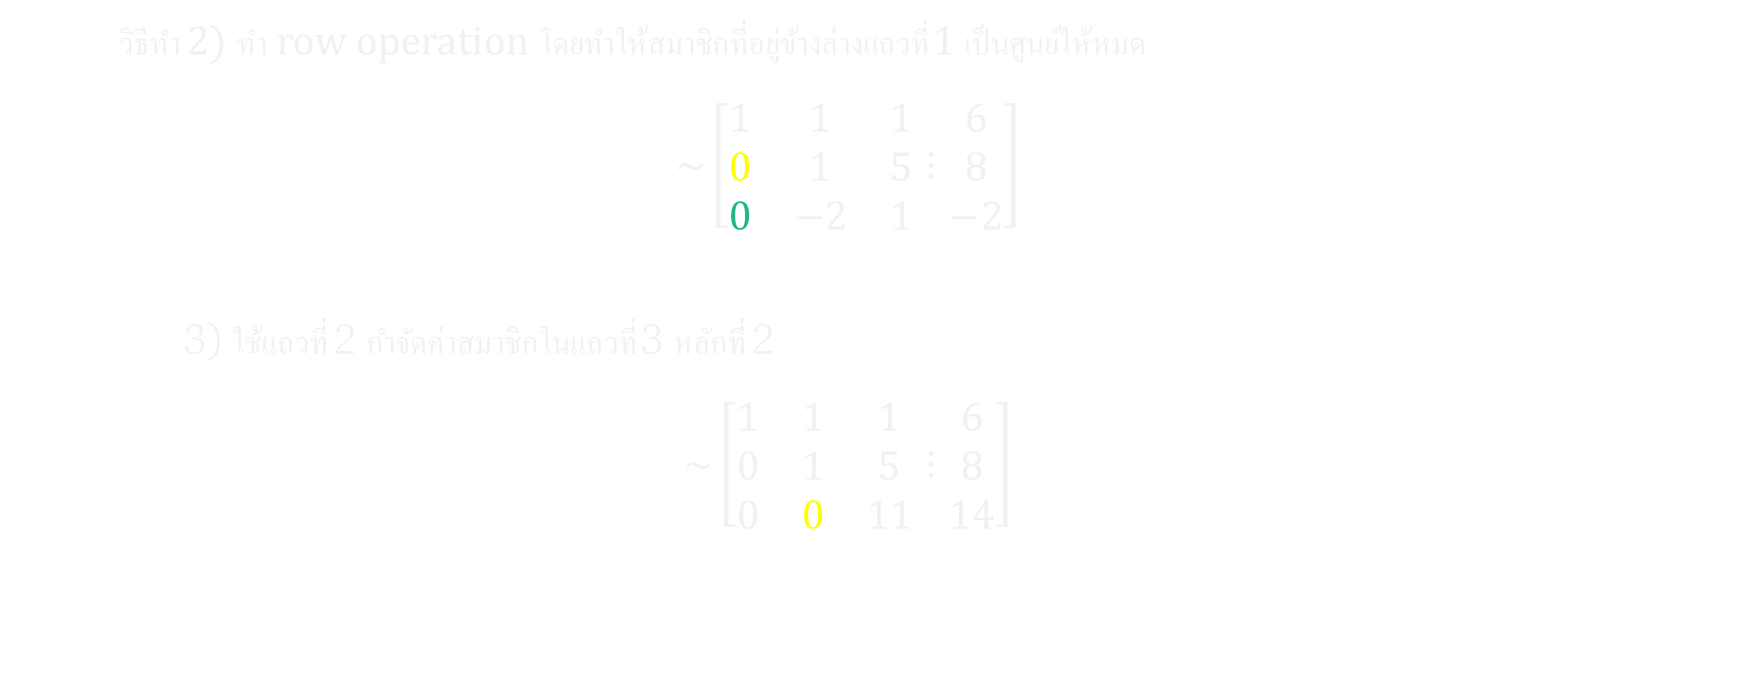 วิธีทำ 2) ทำ row operation โดยทำให้สมาชิกที่อยู่ข้างล่างแถวที่ 1 เป็นศูนย์ให้หมด
1 1 1 6
~ 0 1 5 ⋮ 8
0 −2 1 −2
3) ใช้แถวที่ 2 กำจัดค่าสมาชิกในแถวที่ 3 หลักที่ 2
1 1 1 6
~ 0 1 5 ⋮ 8
0 0 11 14